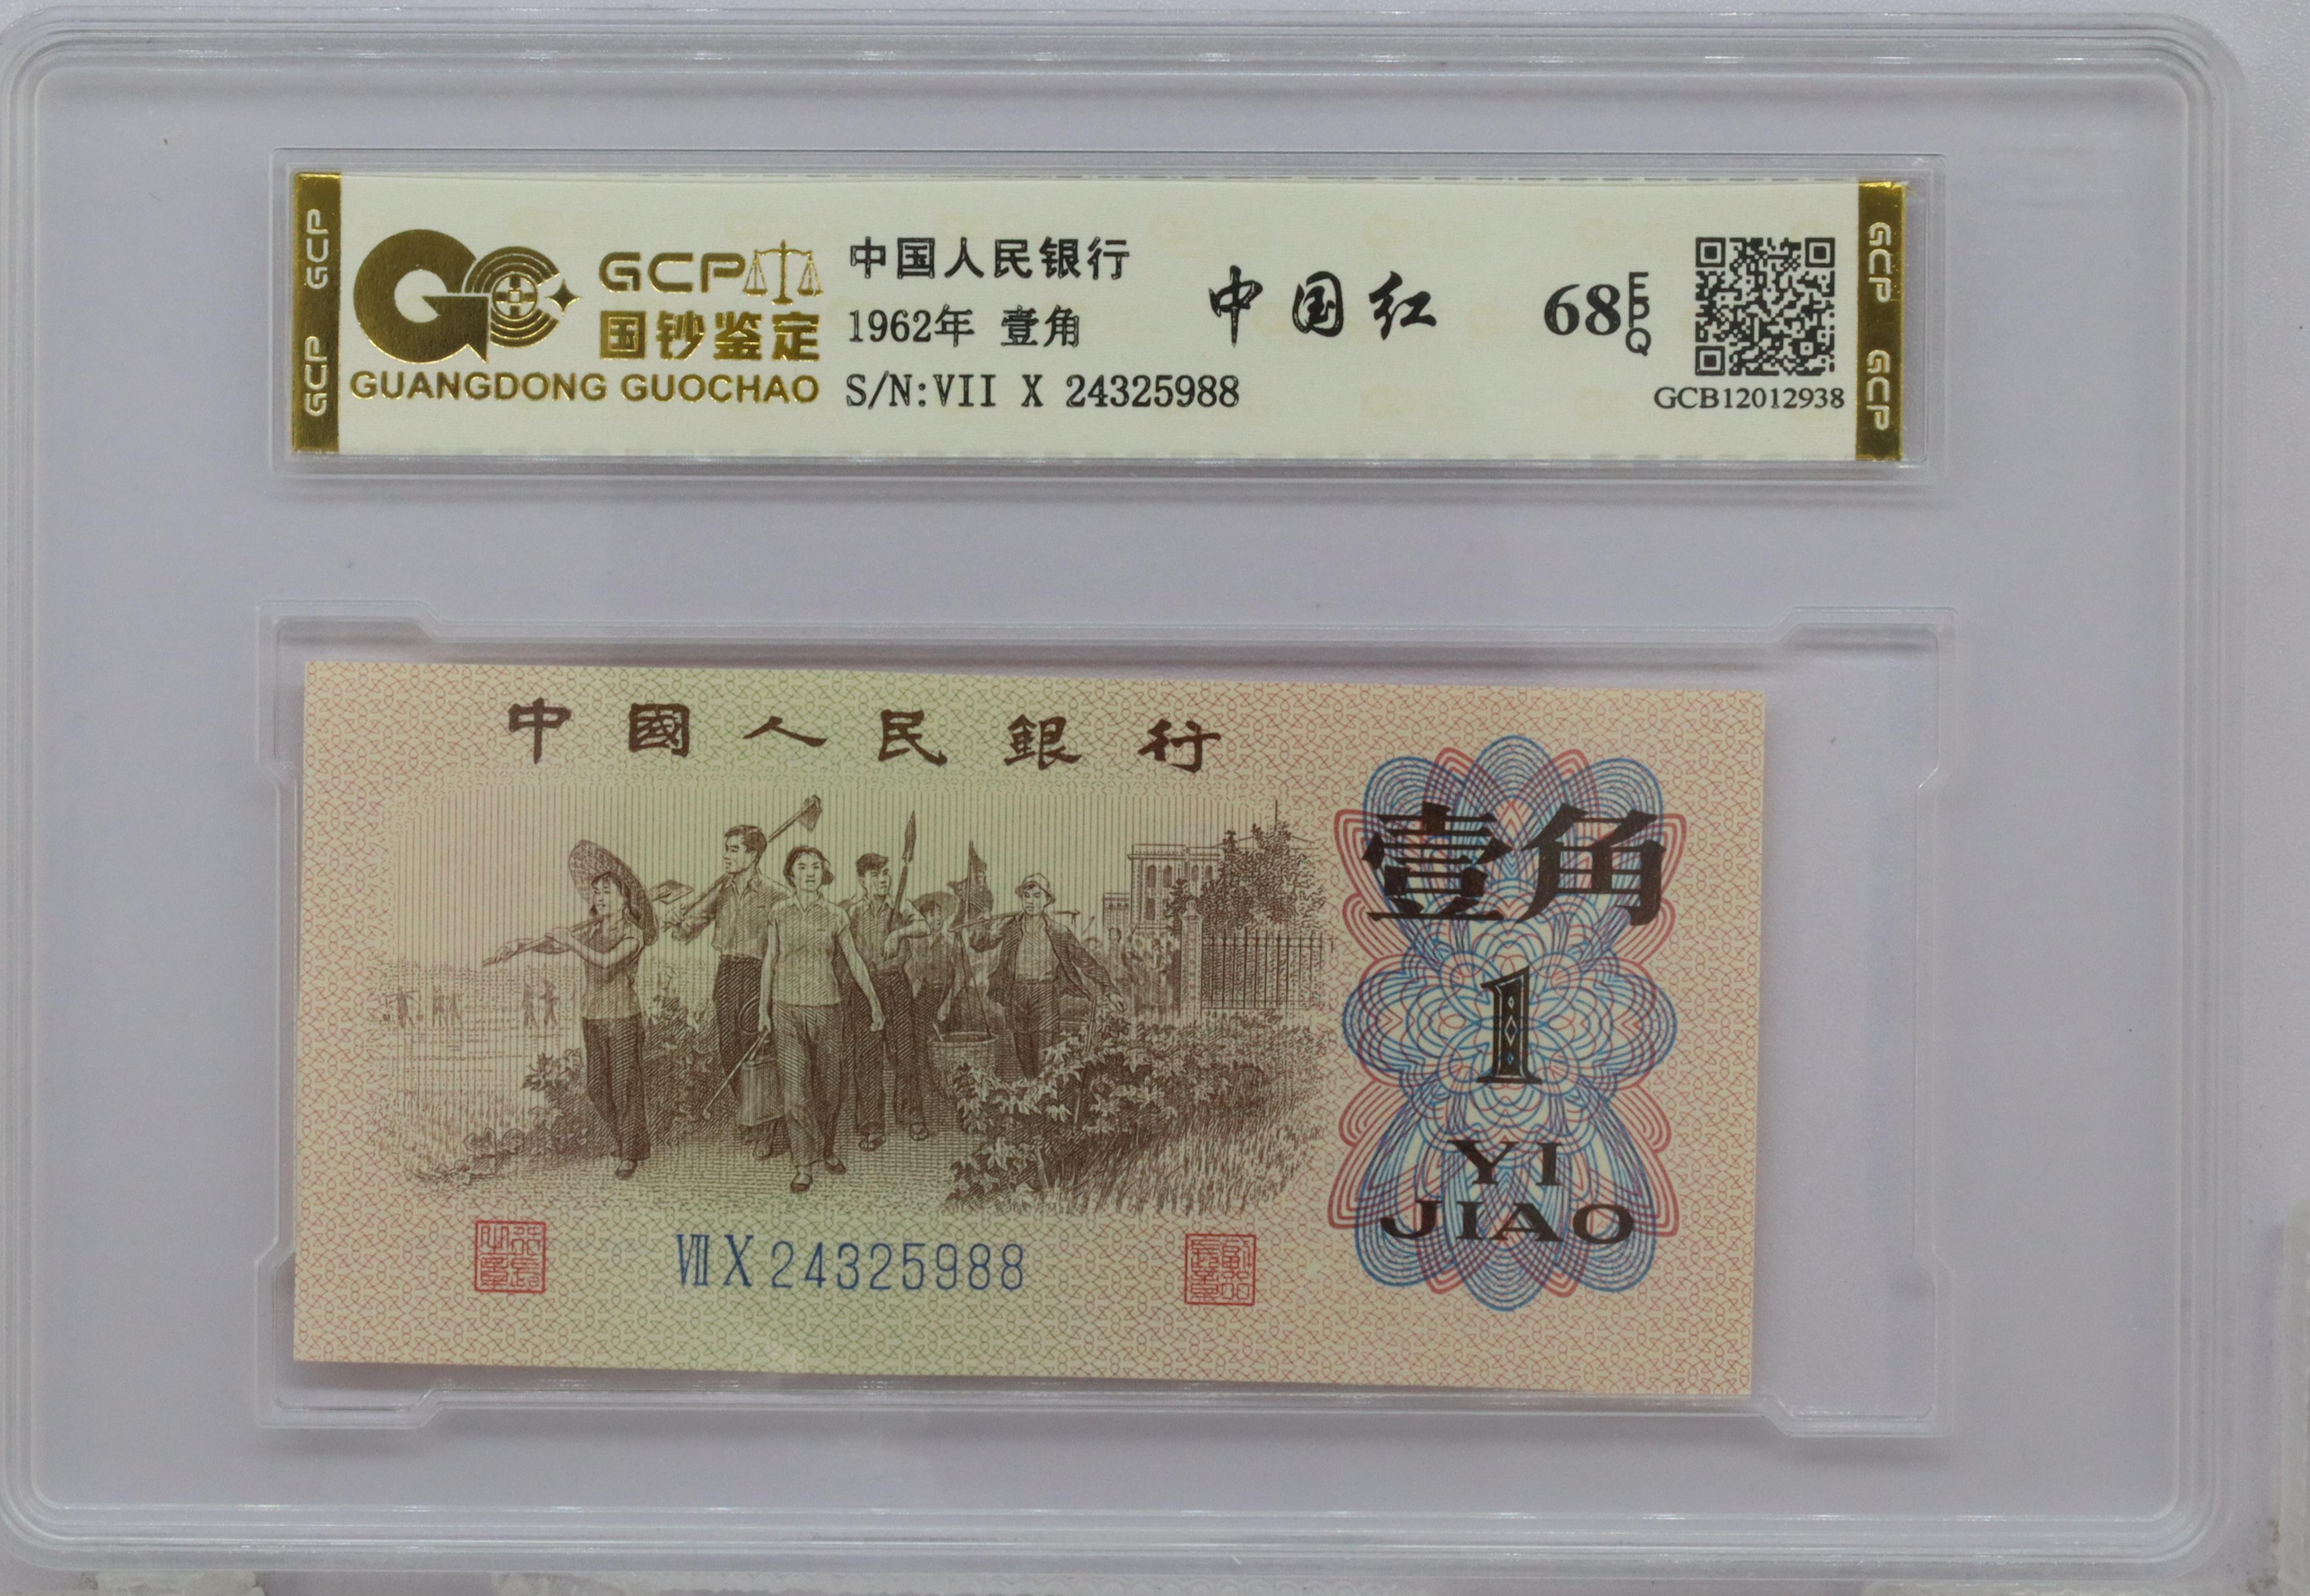 GCP GCP
GCP
国钞鉴定
GUANGDONG GUOCHAO
中国人民银行
1962年 壹角
S/N:VII X 24325988
中国红
68 EPQ
GCB12012938
GCP GCP
中國人民銀行
壹角
1
YI
JIAO
VII X 24325988